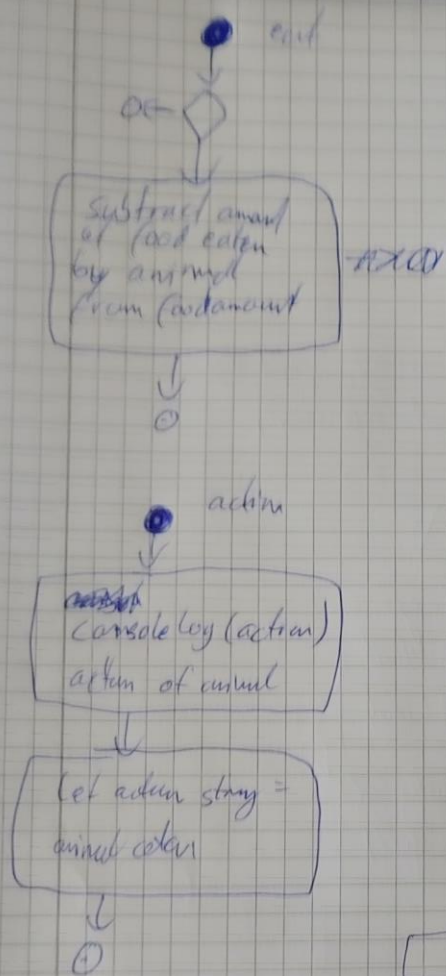 eat
Subtract amount
of food eaten
by animal
from foodamount
action
console log (action)
action of animal
let action string =
animal